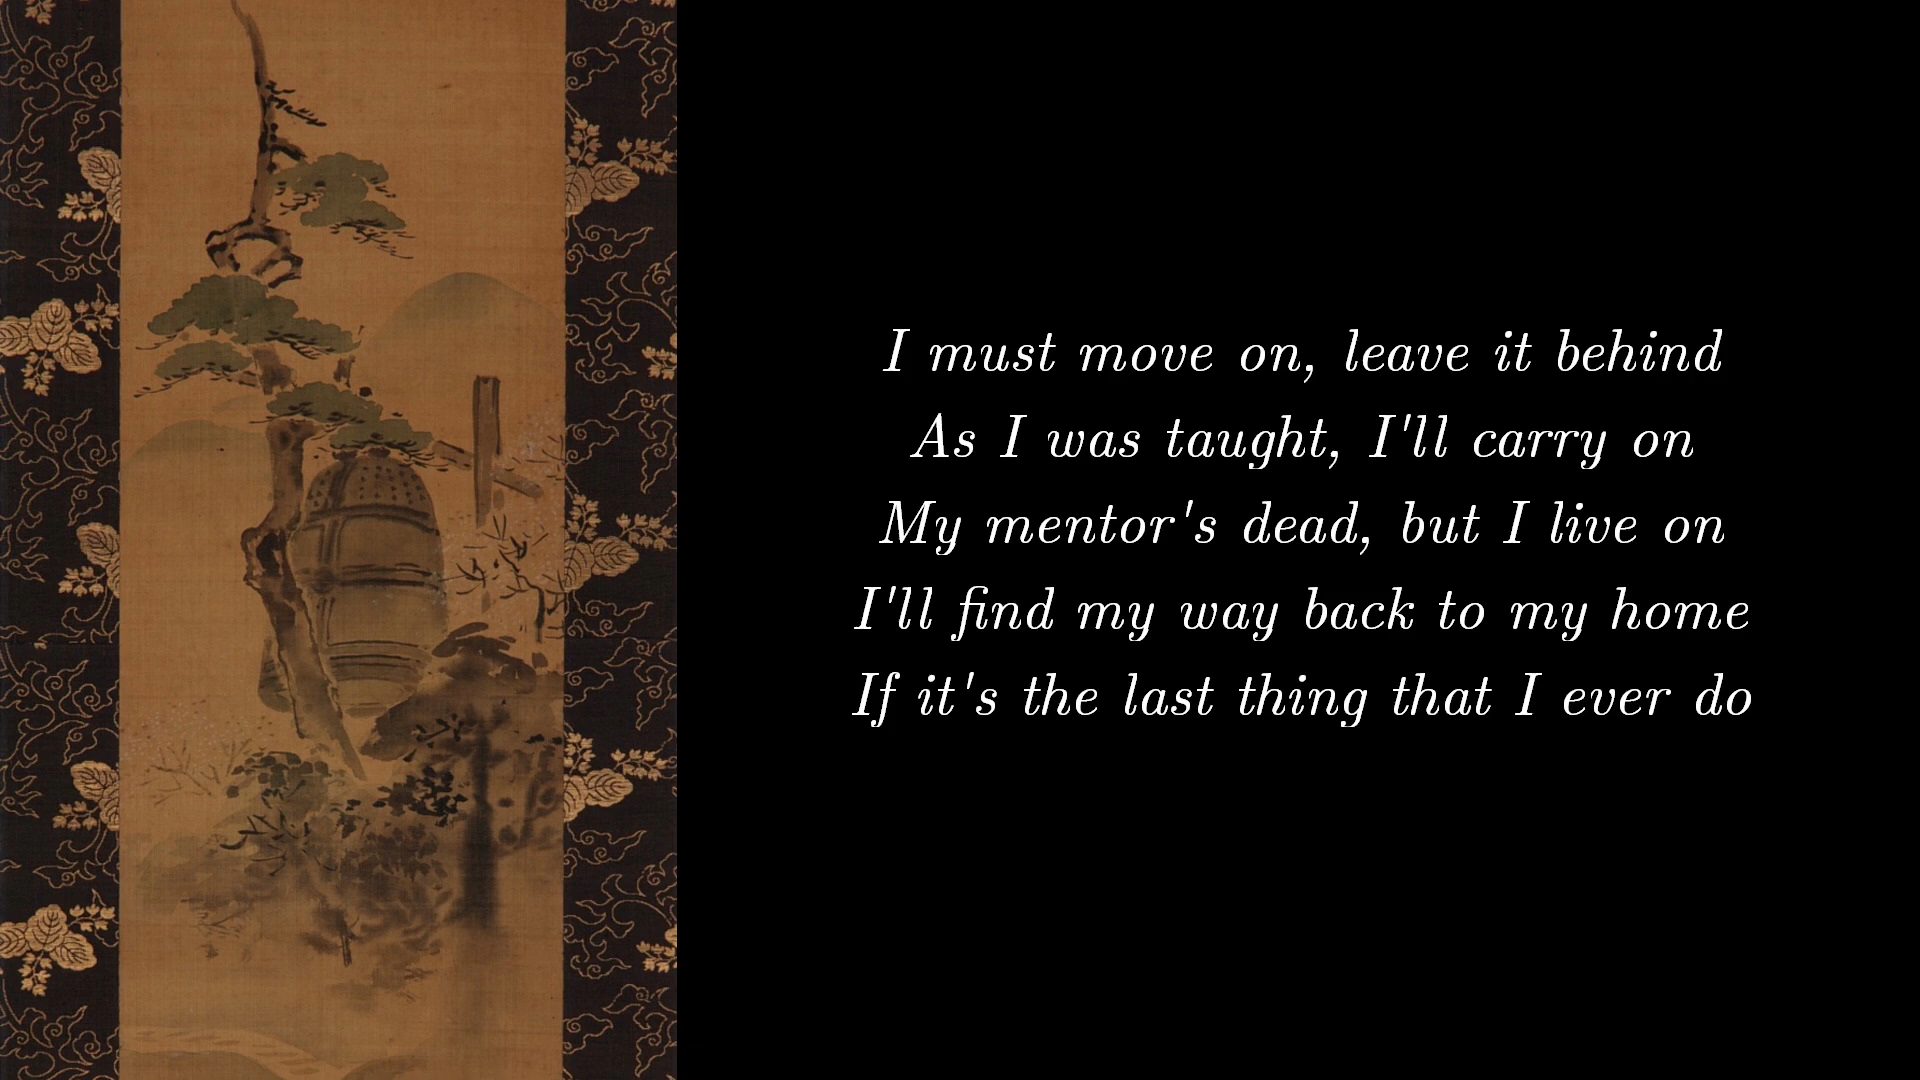 I must move on, leave it behind
As I was taught, I'll carry on
My mentor's dead, but I live on
I'll find my way back to my home
If it's the last thing that I ever do